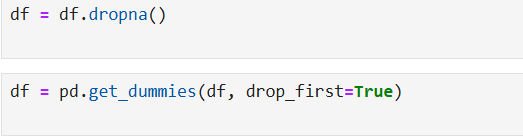 df = df.dropna()
df = pd.get_dummies(df, drop_first=True)